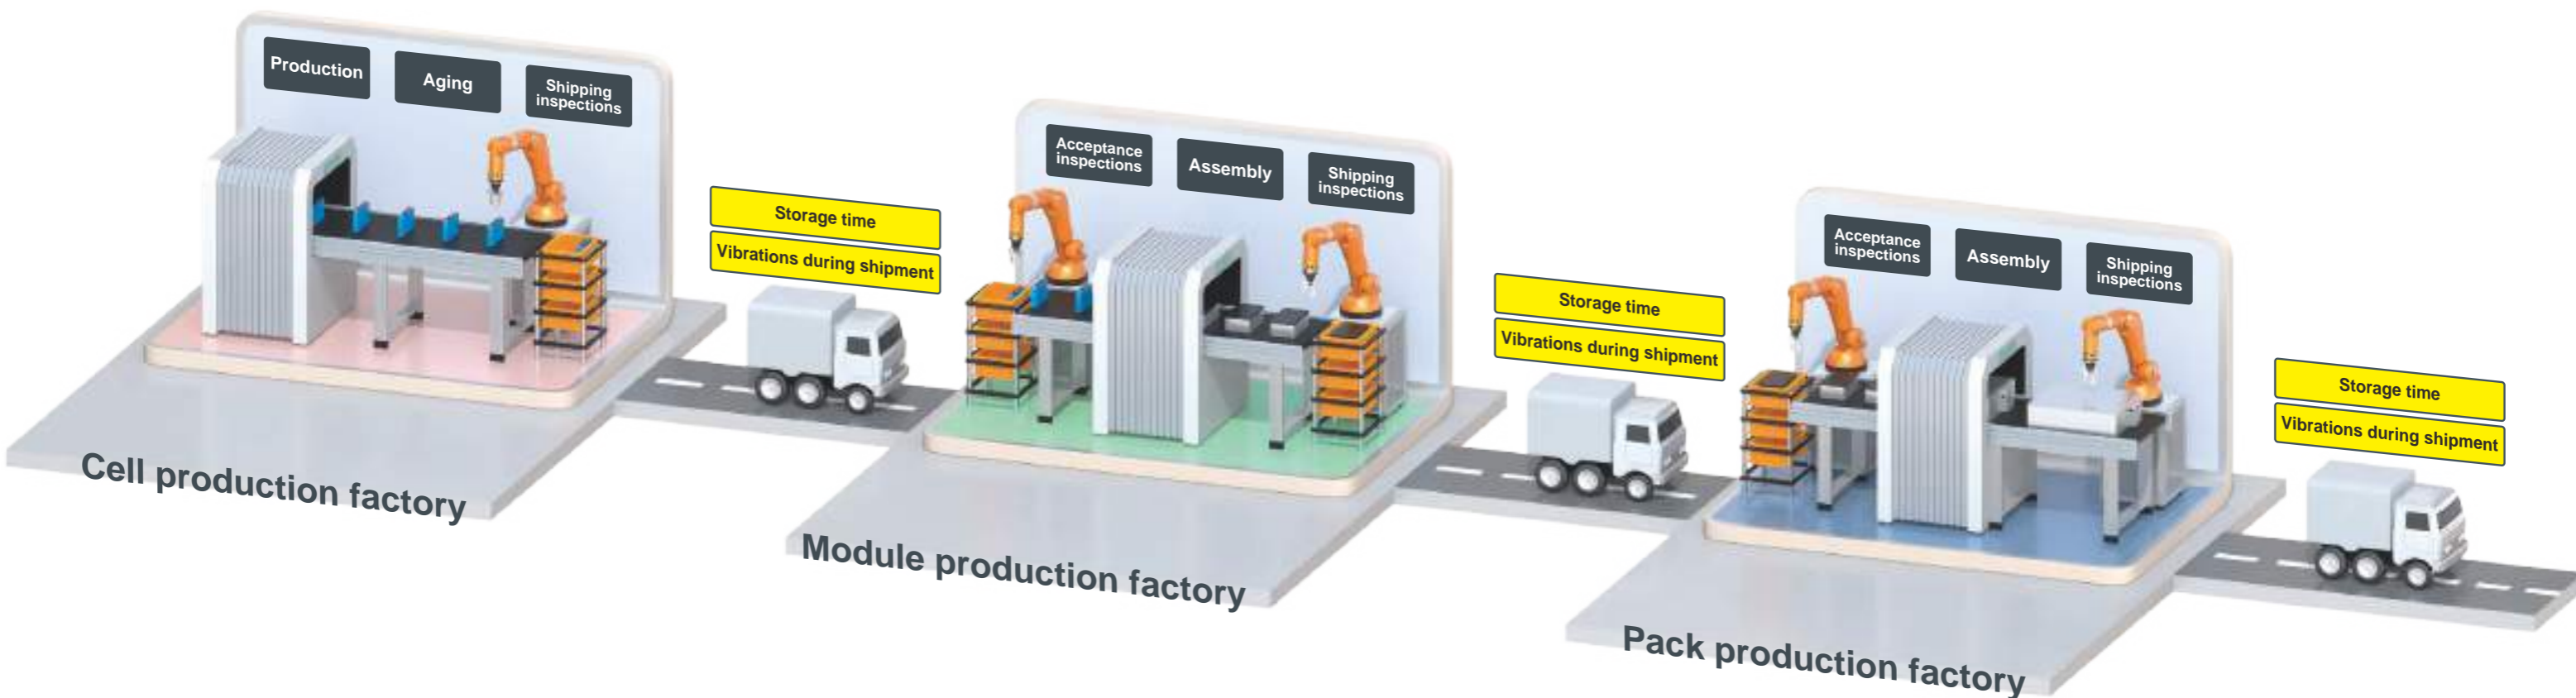 Production
Aging
Shipping
inspections
Cell production factory
Storage time
Vibrations during shipment
Acceptance
inspections
Assembly
Shipping
inspections
Module production factory
Storage time
Vibrations during shipment
Acceptance
inspections
Assembly
Shipping
inspections
Pack production factory
Storage time
Vibrations during shipment